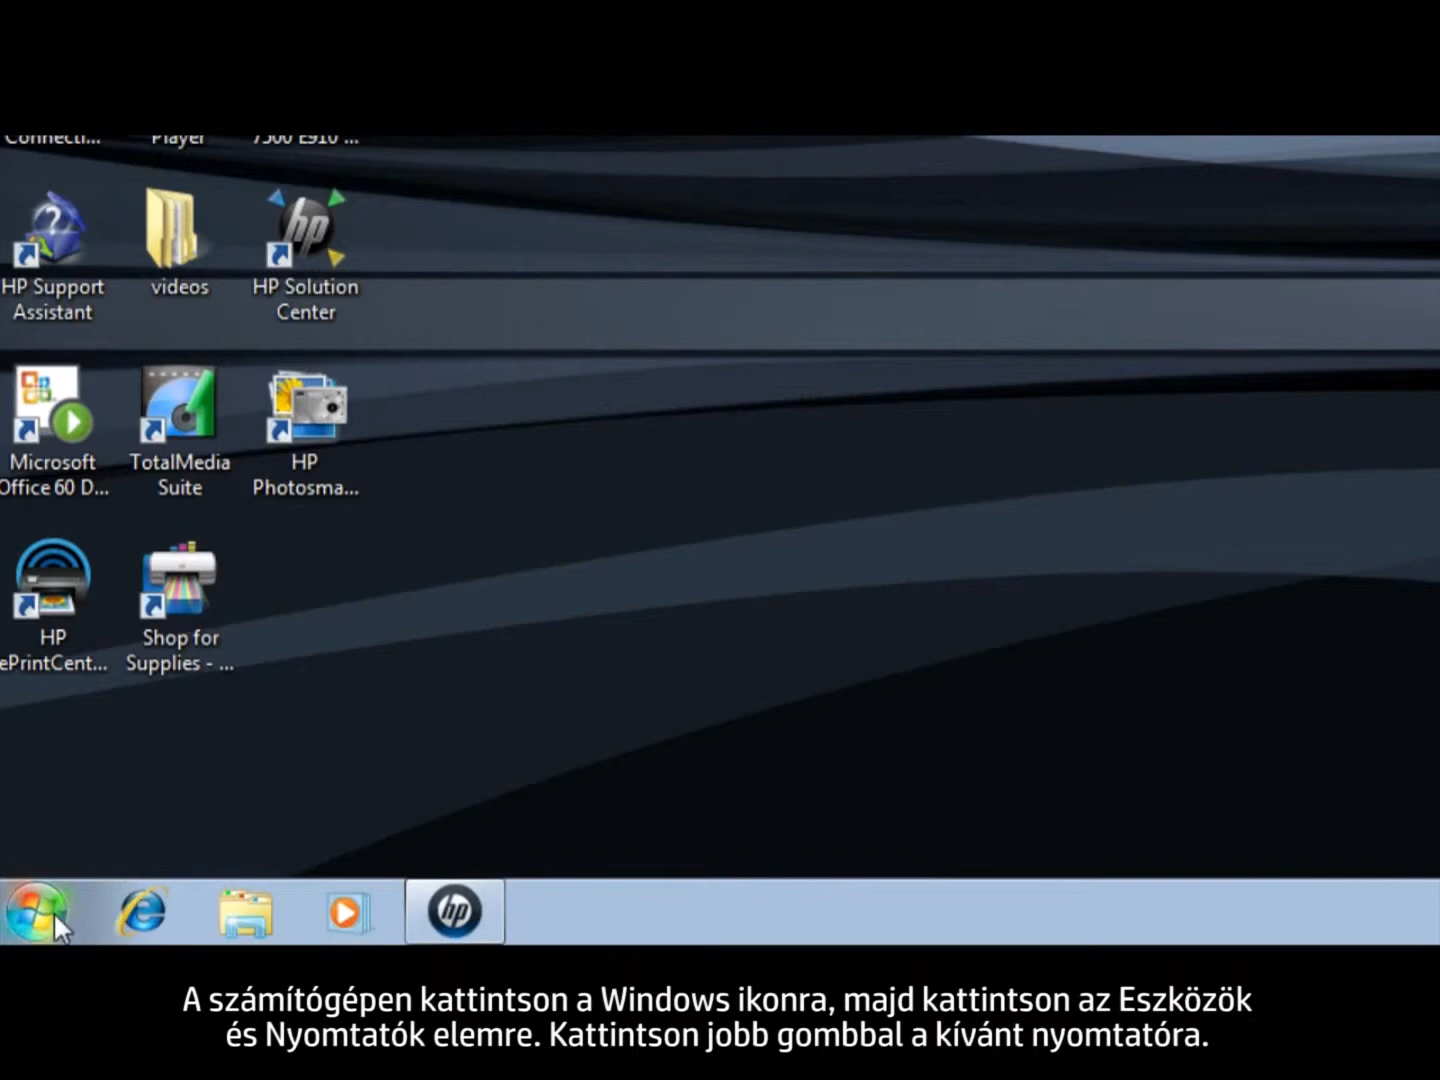 Connecti... Player 7500 E910 ...
HP Support
Assistant
videos
HP Solution
Center
Microsoft
Office 60 D...
TotalMedia
Suite
HP
Photosma...
HP
ePrintCent...
Shop for
Supplies - ...
hp
A számítógépen kattintson a Windows ikonra, majd kattintson az Eszközök
és Nyomtatók elemre. Kattintson jobb gombbal a kívánt nyomtatóra.